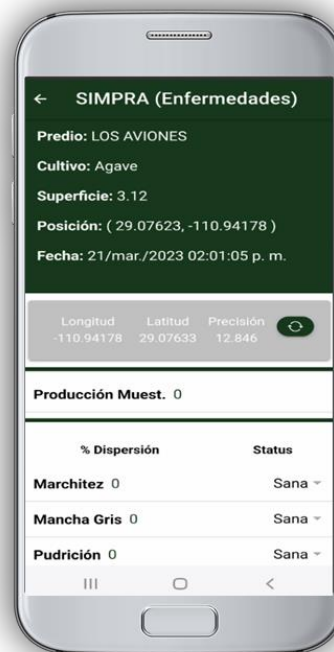 ← SIMPRA (Enfermedades)
Predio: LOS AVIONES
Cultivo: Agave
Superficie: 3.12
Posición: ( 29.07623, -110.94178 )
Fecha: 21/mar./2023 02:01:05 p. m.
Longitud Latitud Precisión
-110.94178 29.07633 12.846
Producción Muest. 0
% Dispersión Status
Marchitez 0 Sana
Mancha Gris 0 Sana
Pudrición 0 Sana